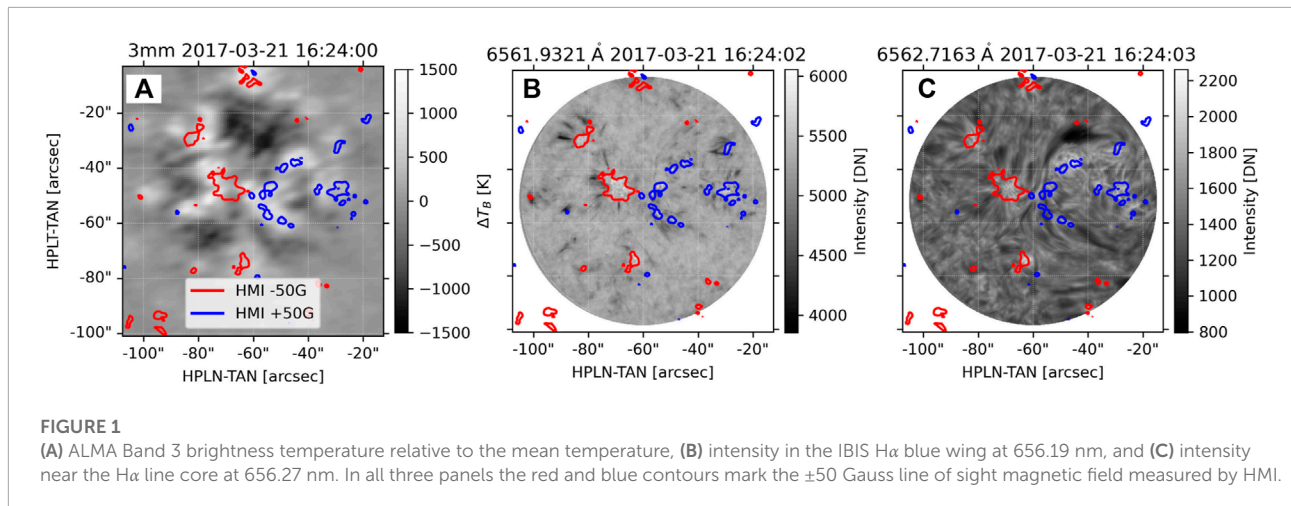 3mm 2017-03-21 16:24:00
A
-20"
-40"
-60"
-80"
-100"
HPLT-TAN [arcsec]
HMI -50G
HMI +50G
-100" -80" -60" -40" -20"
HPLN-TAN [arcsec]
1500
1000
500
0
−500
−1000
−1500
ΔT_B [K]
6561.9321 Å 2017-03-21 16:24:02
B
-100" -80" -60" -40" -20"
HPLN-TAN [arcsec]
6000
5500
5000
4500
4000
Intensity [DN]
6562.7163 Å 2017-03-21 16:24:03
C
-100" -80" -60" -40" -20"
HPLN-TAN [arcsec]
2200
2000
1800
1600
1400
1200
1000
800
Intensity [DN]
FIGURE 1
(A) ALMA Band 3 brightness temperature relative to the mean temperature, (B) intensity in the IBIS Hα blue wing at 656.19 nm, and (C) intensity
near the Hα line core at 656.27 nm. In all three panels the red and blue contours mark the ±50 Gauss line of sight magnetic field measured by HMI.